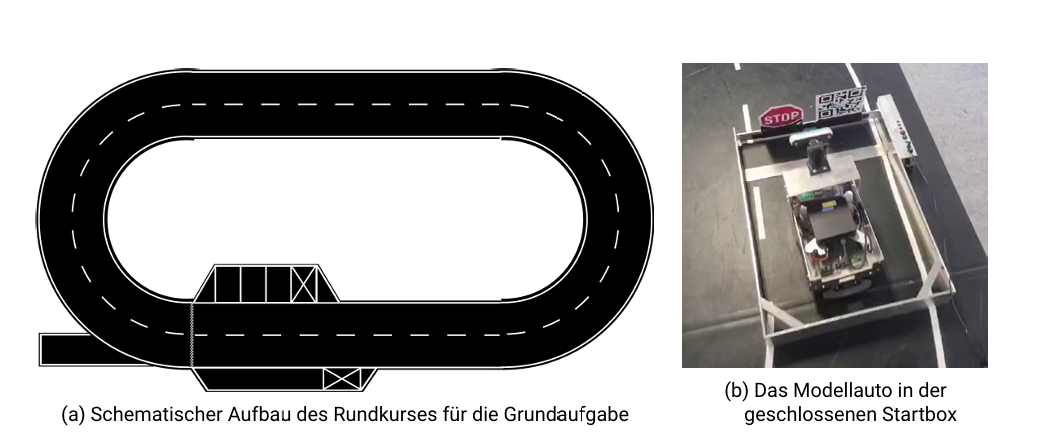 STOP
(a) Schematischer Aufbau des Rundkurses für die Grundaufgabe
(b) Das Modellauto in der
geschlossenen Startbox